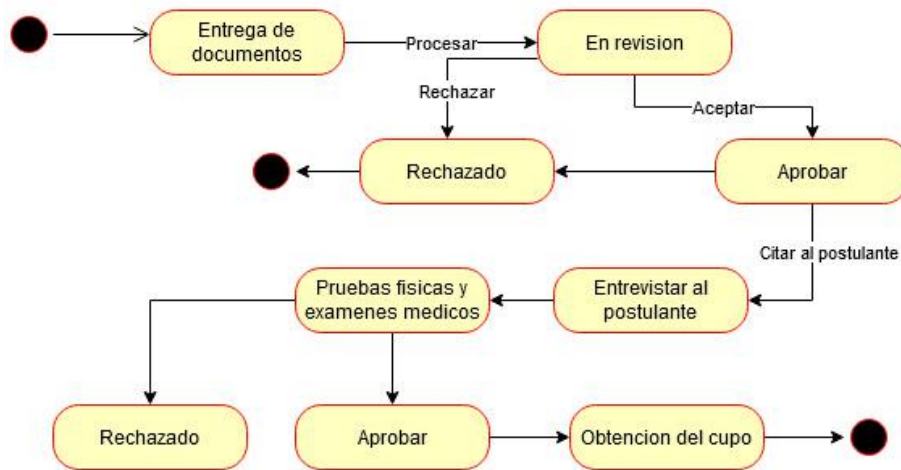 Entrega de
documentos
Procesar
En revision
Rechazar
Aceptar
Rechazado
Aprobar
Citar al postulante
Pruebas fisicas y
examenes medicos
Entrevistar al
postulante
Rechazado
Aprobar
Obtencion del cupo